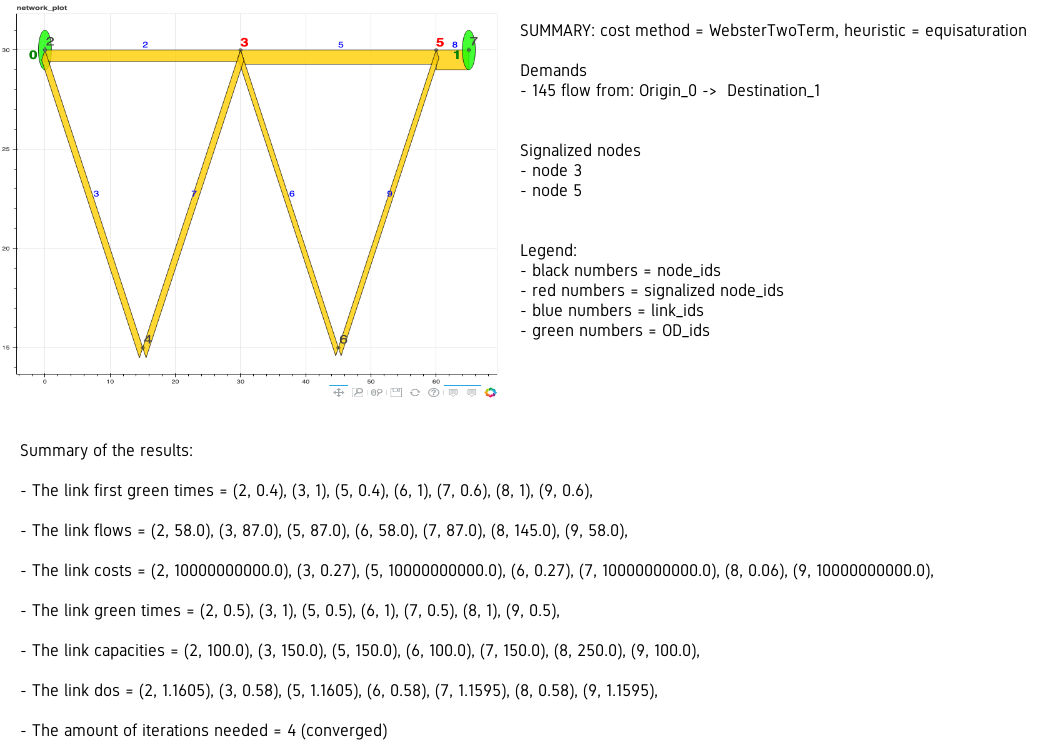 network_plot
SUMMARY: cost method = WebsterTwoTerm, heuristic = equisaturation
Demands
- 145 flow from: Origin_0 -> Destination_1
Signalized nodes
- node 3
- node 5
Legend:
- black numbers = node_ids
- red numbers = signalized node_ids
- blue numbers = link_ids
- green numbers = OD_ids
2 2 3 5 5 8 7
30 0 1
25
3 7 6 9
20
4 6
15
0 10 20 30 40 50 60
Summary of the results:
- The link first green times = (2, 0.4), (3, 1), (5, 0.4), (6, 1), (7, 0.6), (8, 1), (9, 0.6),
- The link flows = (2, 58.0), (3, 87.0), (5, 87.0), (6, 58.0), (7, 87.0), (8, 145.0), (9, 58.0),
- The link costs = (2, 10000000000.0), (3, 0.27), (5, 10000000000.0), (6, 0.27), (7, 10000000000.0), (8, 0.06), (9, 10000000000.0),
- The link green times = (2, 0.5), (3, 1), (5, 0.5), (6, 1), (7, 0.5), (8, 1), (9, 0.5),
- The link capacities = (2, 100.0), (3, 150.0), (5, 150.0), (6, 100.0), (7, 150.0), (8, 250.0), (9, 100.0),
- The link dos = (2, 1.1605), (3, 0.58), (5, 1.1605), (6, 0.58), (7, 1.1595), (8, 0.58), (9, 1.1595),
- The amount of iterations needed = 4 (converged)